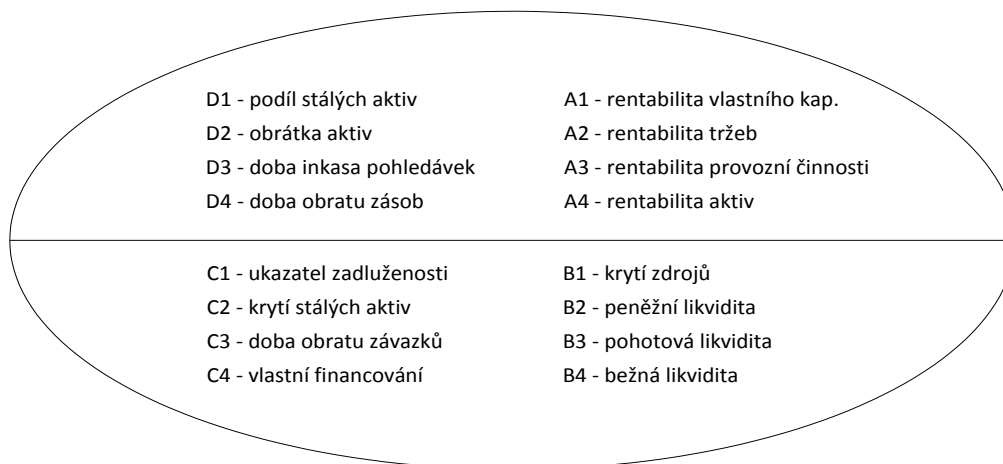 D1 - podíl stálých aktiv
D2 - obrátka aktiv
D3 - doba inkasa pohledávek
D4 - doba obratu zásob
A1 - rentabilita vlastního kap.
A2 - rentabilita tržeb
A3 - rentabilita provozní činnosti
A4 - rentabilita aktiv
C1 - ukazatel zadluženosti
C2 - krytí stálých aktiv
C3 - doba obratu závazků
C4 - vlastní financování
B1 - krytí zdrojů
B2 - peněžní likvidita
B3 - pohotová likvidita
B4 - bežná likvidita